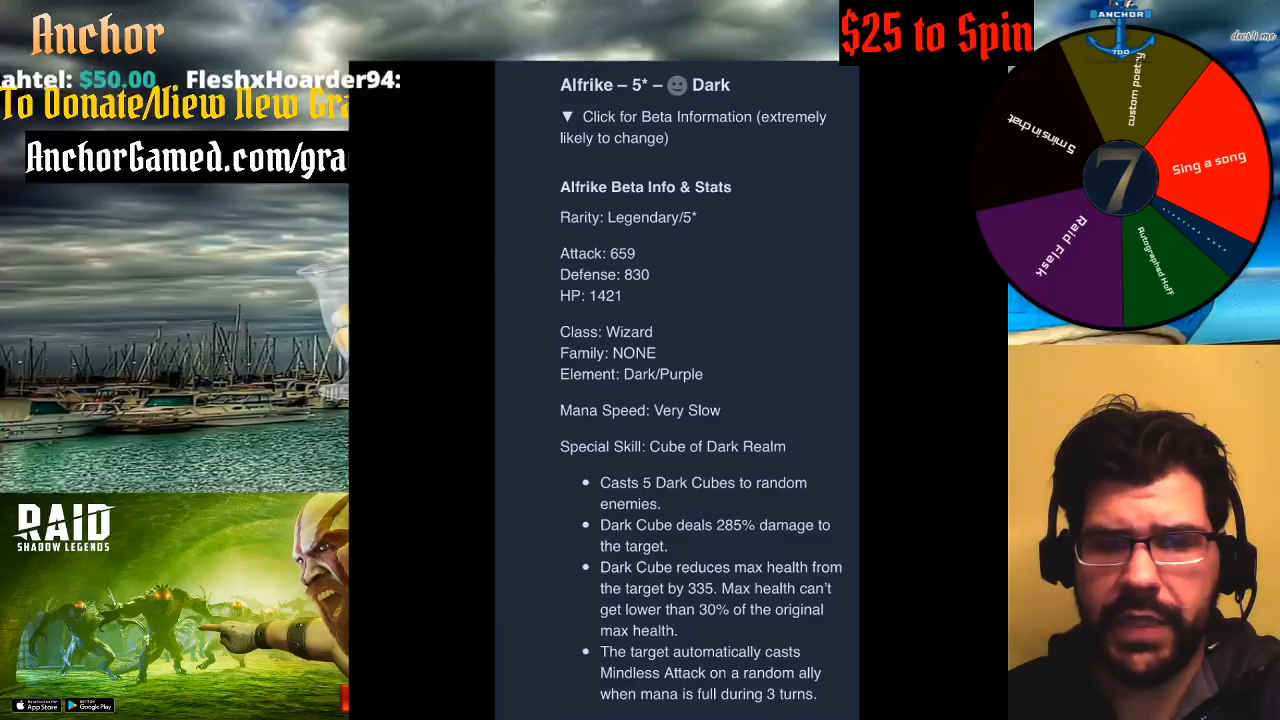 Anchor
ahtel: $50.00 FleshxHoarder94:
To Donate/View New Gra
AnchorGamed.com/gra
RAID
SHADOW LEGENDS
App Store
Google Play
Alfrike – 5* – Dark
▼ Click for Beta Information (extremely
likely to change)
Alfrike Beta Info & Stats
Rarity: Legendary/5*
Attack: 659
Defense: 830
HP: 1421
Class: Wizard
Family: NONE
Element: Dark/Purple
Mana Speed: Very Slow
Special Skill: Cube of Dark Realm
• Casts 5 Dark Cubes to random
enemies.
• Dark Cube deals 285% damage to
the target.
• Dark Cube reduces max health from
the target by 335. Max health can't
get lower than 30% of the original
max health.
• The target automatically casts
Mindless Attack on a random ally
when mana is full during 3 turns.
$25 to Spin
ANCHOR
700
custom poetry
5 mins in chat
Sing a song
7
Raid Flask
Autographed Hoff